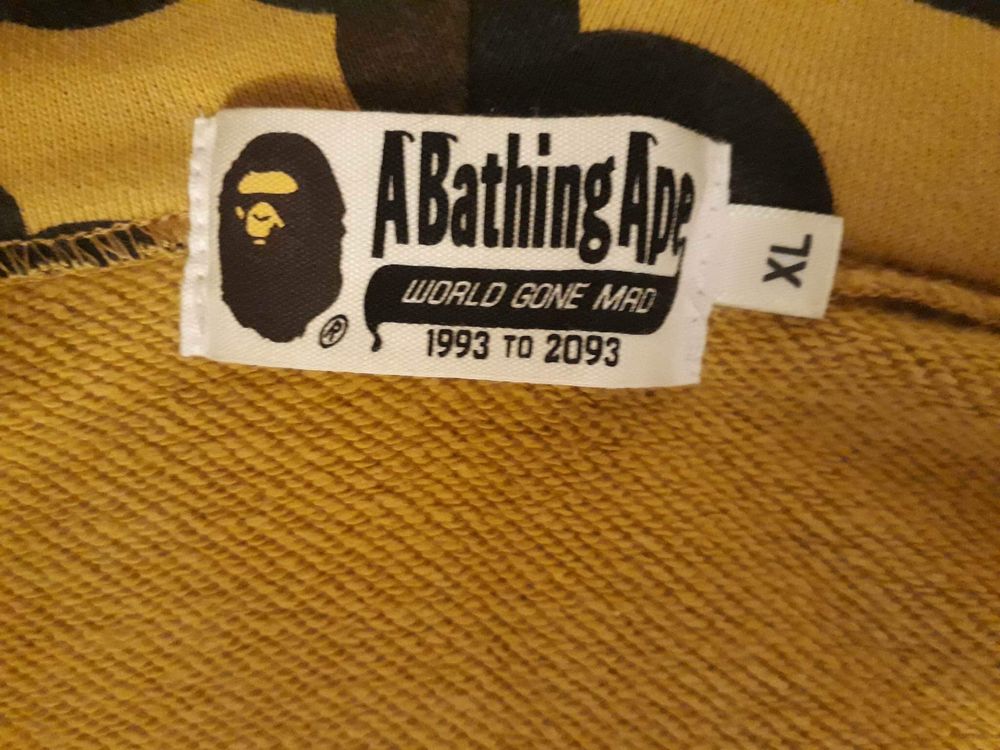 A Bathing Ape
WORLD GONE MAD
®
1993 TO 2093
XL